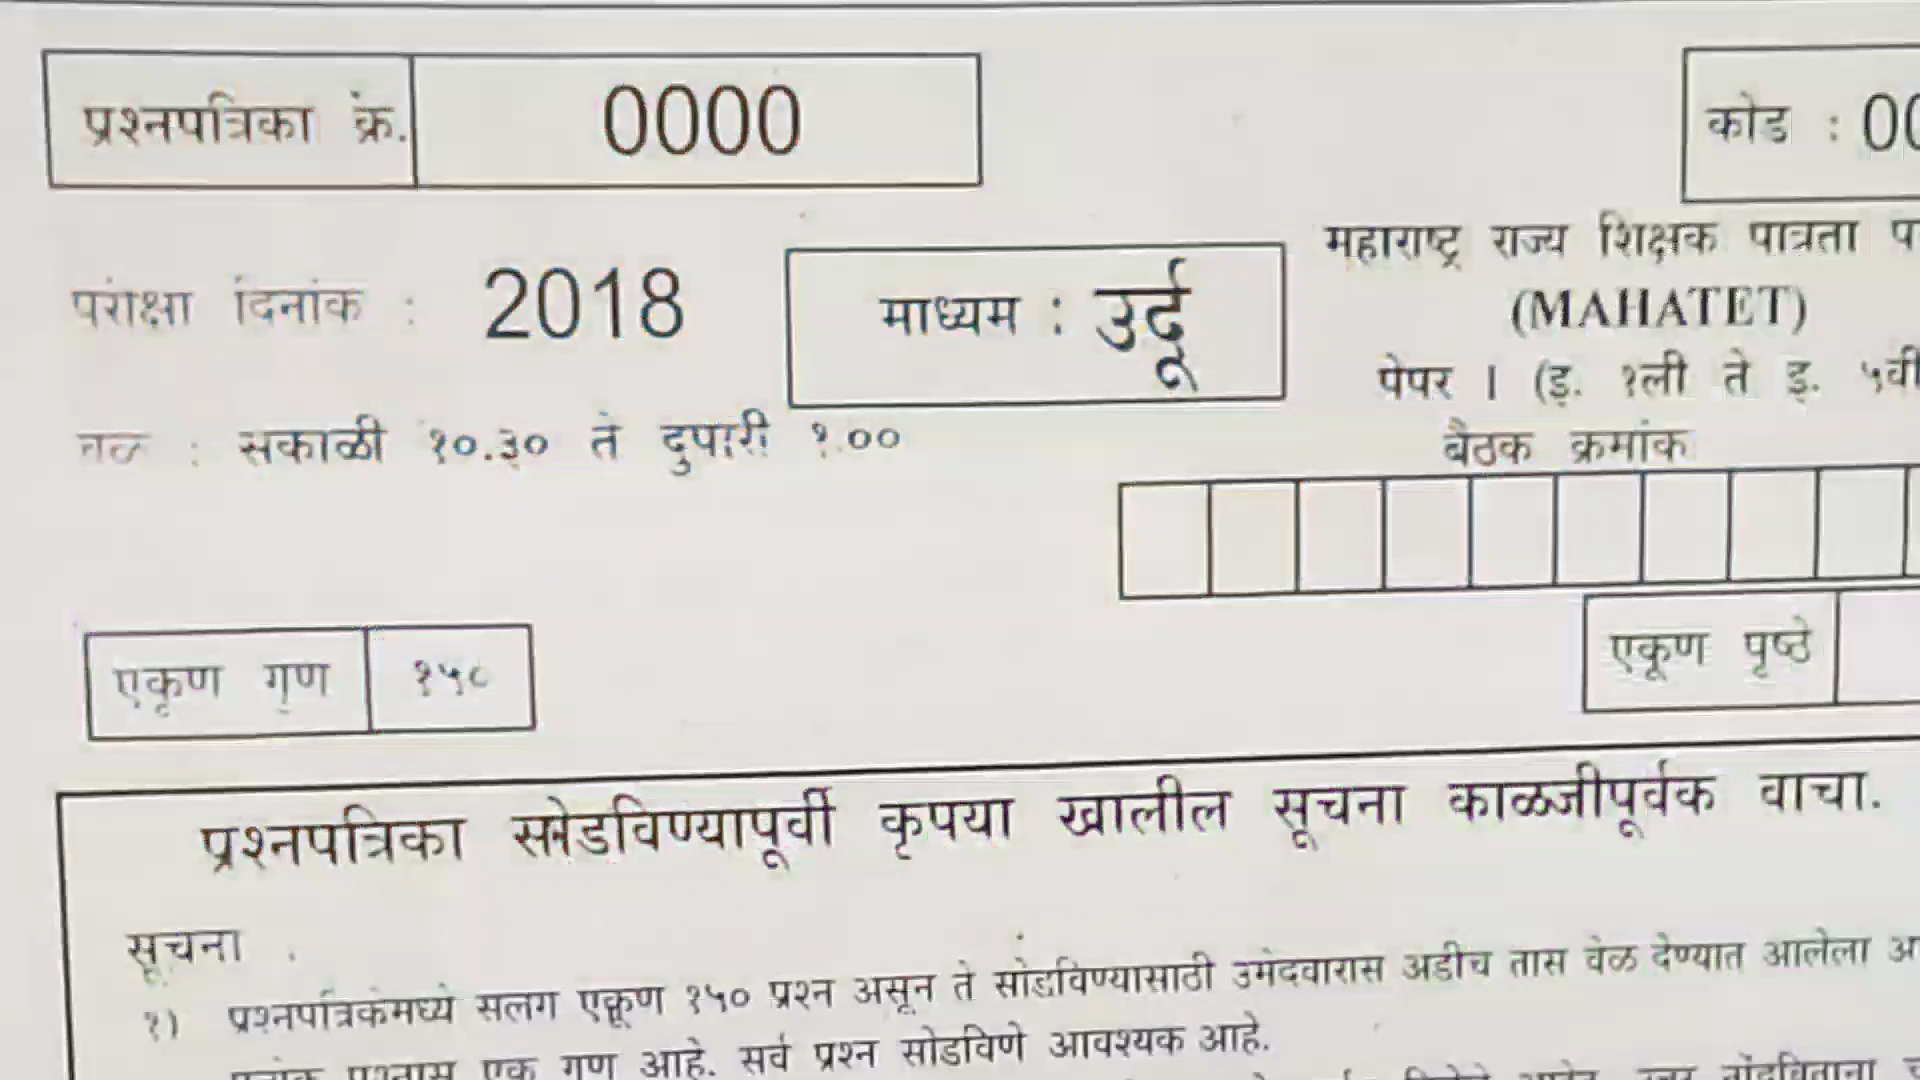 प्रश्नपत्रिका क्रं. 0000
कोड : 00
महाराष्ट्र राज्य शिक्षक पात्रता
परीक्षा दिनांक : 2018
माध्यम : उर्दू
(MAHATET)
पेपर I (इ. १ली ते इ. ५वी
वेळ : सकाळी १०.३० ते दुपारी १.००
बैठक क्रमांक
एकूण गुण १५०
एकूण पृष्ठे
प्रश्नपत्रिका सोडविण्यापूर्वी कृपया खालील सूचना काळजीपूर्वक वाचा.
सूचना
१) प्रश्नपत्रिकेमध्ये सलग एकूण १५० प्रश्न असून ते सोडविण्यासाठी उमेदवारास अडीच तास वेळ देण्यात आलेला
एक गुण आहे. सर्व प्रश्न सोडविणे आवश्यक आहे.